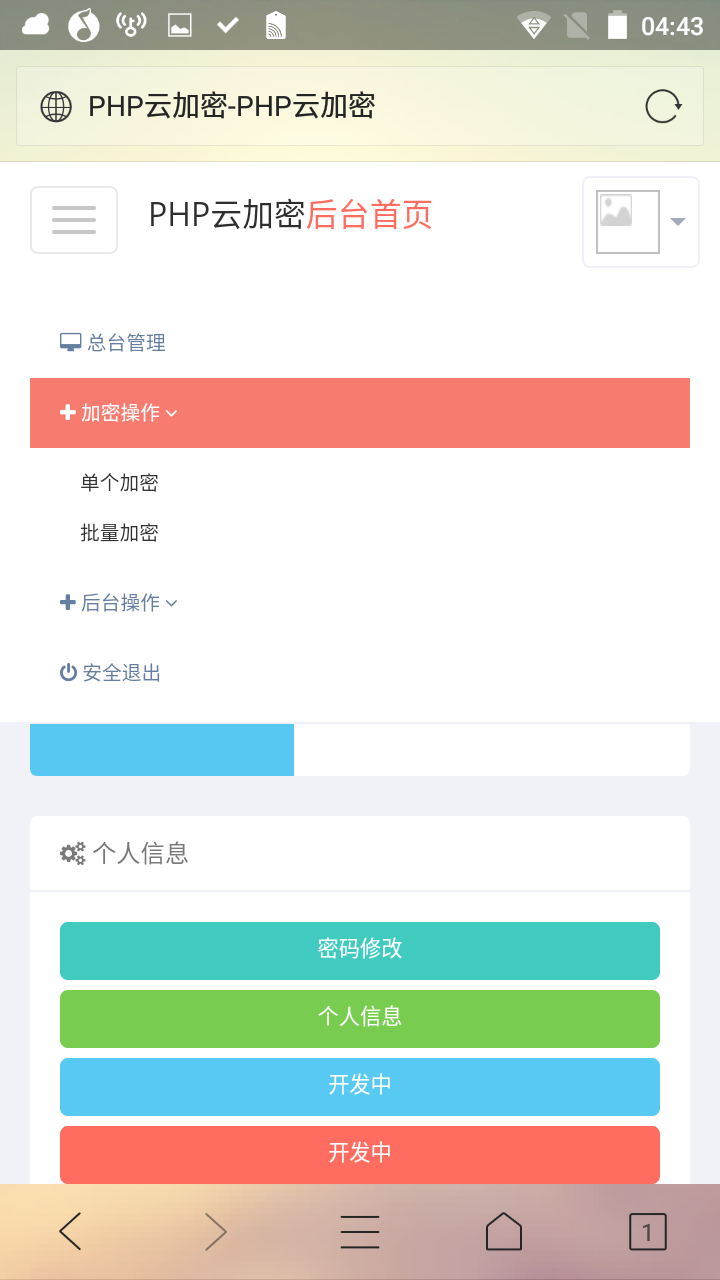 04:43
PHP云加密-PHP云加密
PHP云加密后台首页
总台管理
加密操作
单个加密
批量加密
后台操作
安全退出
个人信息
密码修改
个人信息
开发中
开发中
1